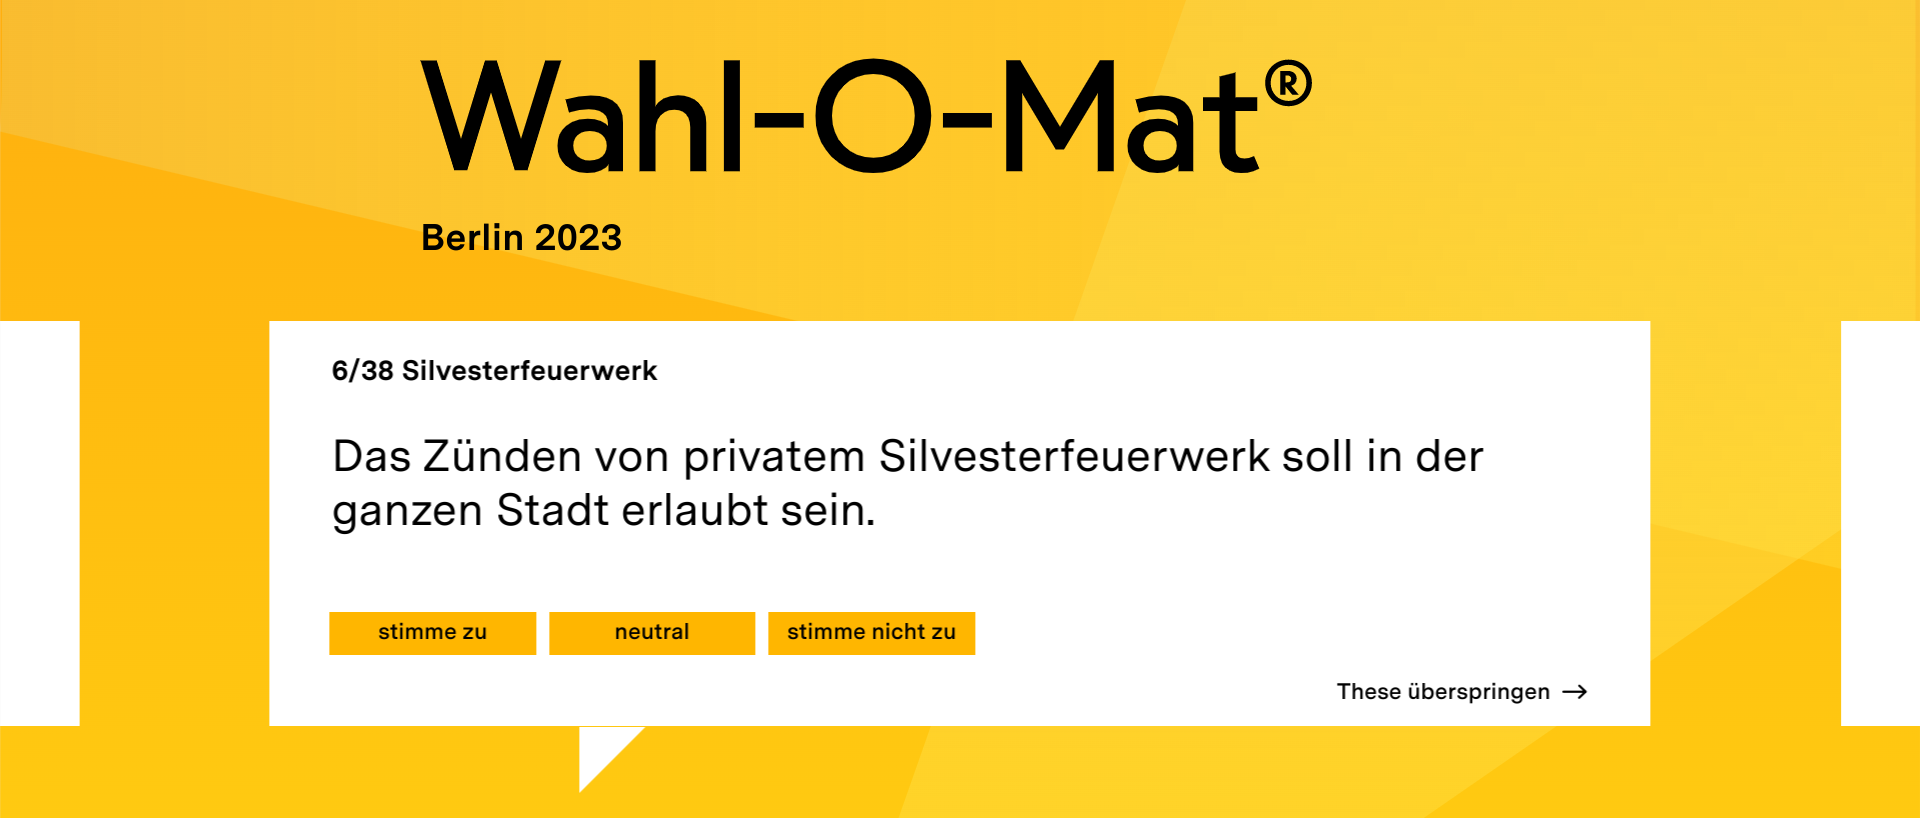 Wahl-O-Mat®
Berlin 2023
6/38 Silvesterfeuerwerk
Das Zünden von privatem Silvesterfeuerwerk soll in der
ganzen Stadt erlaubt sein.
stimme zu
neutral
stimme nicht zu
These überspringen →